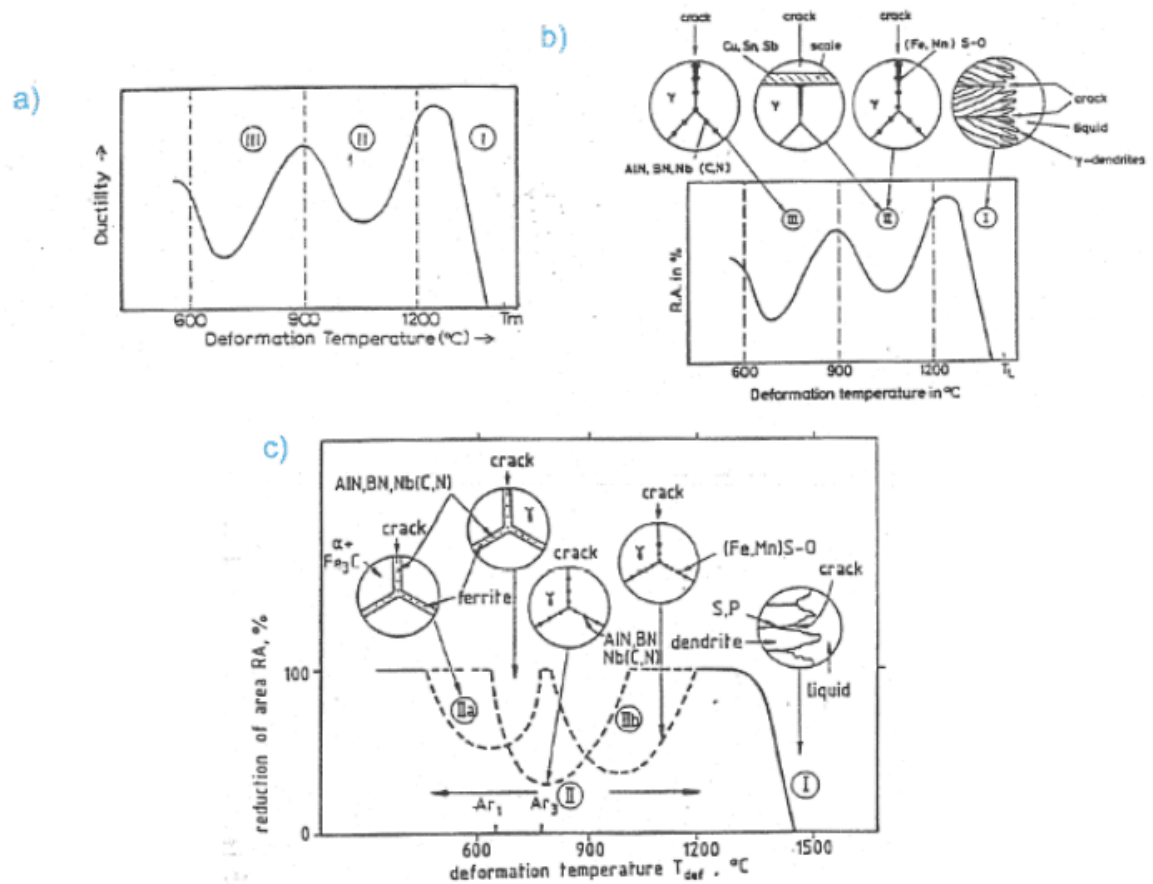 a)
Ductility →
III
II
I
600
900
1200
Tm
Deformation Temperature (°C) →
b)
crack
crack
crack
Cu, Sn, Sb
scale
(Fe, Mn) S-O
γ
γ
γ
crack
liquid
γ-dendrites
AlN, BN, Nb (C,N)
R.A. in %
III
II
I
600
900
1200
TL
Deformation temperature in °C
c)
AlN,BN,Nb(C,N)
crack
crack
γ
α+
Fe3C
ferrite
crack
γ
AlN,BN
Nb(C,N)
crack
γ
(Fe,Mn)S-O
crack
S,P
dendrite
liquid
reduction of area RA, %
100
0
IIa
IIb
II
I
Ar1
Ar3
600
900
1200
1500
deformation temperature Tdef , °C